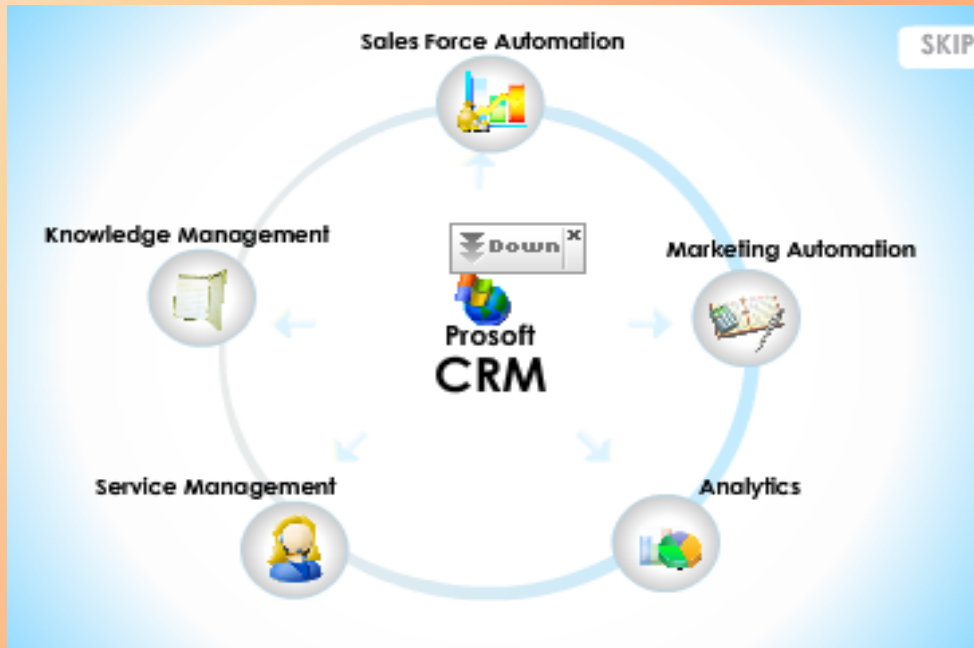 Sales Force Automation
SKIP
Knowledge Management
Down
x
Marketing Automation
Prosoft
CRM
Service Management
Analytics